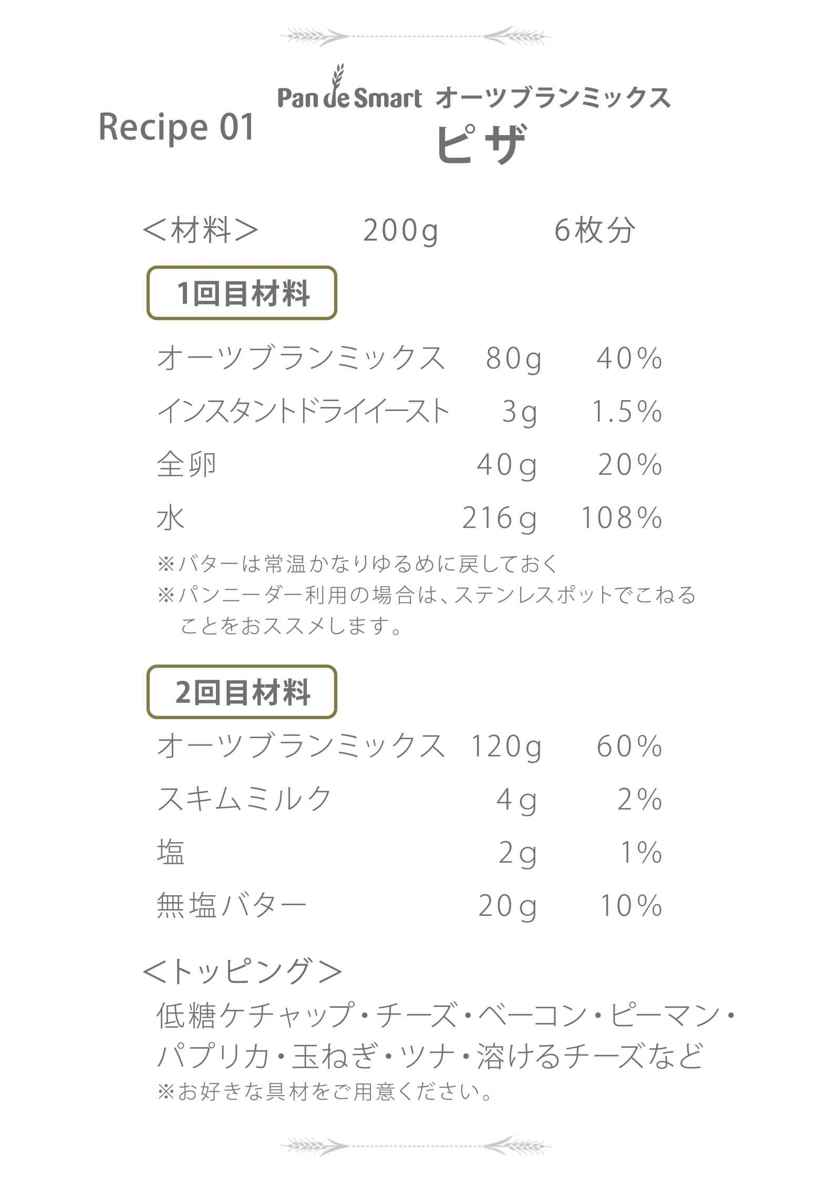 Pan de Smart オーツブランミックス
Recipe 01
ピザ
＜材料＞ 200g 6枚分
1回目材料
オーツブランミックス 80g 40%
インスタントドライイースト 3g 1.5%
全卵 40g 20%
水 216g 108%
※バターは常温かなりゆるめに戻しておく
※パンニーダー利用の場合は、ステンレスポットでこねる
ことをおススメします。
2回目材料
オーツブランミックス 120g 60%
スキムミルク 4g 2%
塩 2g 1%
無塩バター 20g 10%
＜トッピング＞
低糖ケチャップ・チーズ・ベーコン・ピーマン・
パプリカ・玉ねぎ・ツナ・溶けるチーズなど
※お好きな具材をご用意ください。